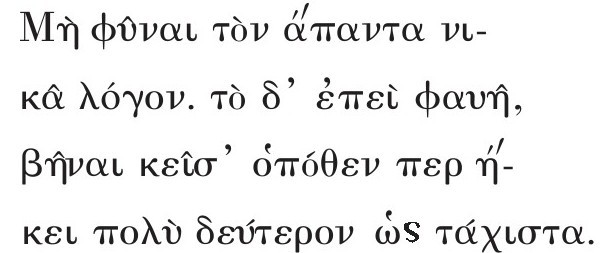 Μὴ φῦναι τὸν ἅπαντα νι-
κᾶ λόγον. τὸ δ’ ἐπεὶ φαυῆ,
βῆναι κεῖσ’ ὁπόθεν περ ἥ-
κει πολὺ δεύτερον ὡς τάχιστα.